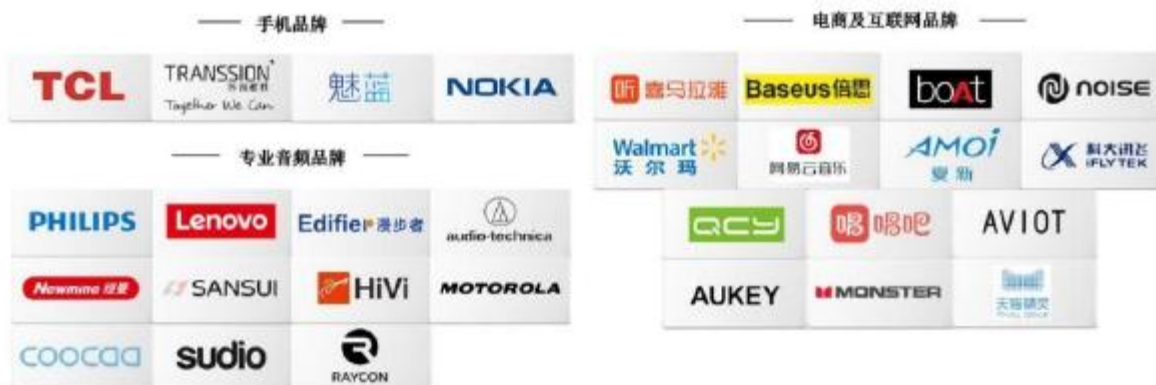 手机品牌
TCL
TRANSSION
Together We Can
魅蓝
NOKIA
专业音频品牌
PHILIPS
Lenovo
Edifier漫步者
audio-technica
Newmine 纽曼
SANSUI
HiVi
MOTOROLA
coocaa
sudio
RAYCON
电商及互联网品牌
听 喜马拉雅
Baseus倍思
boAt
NOISE
Walmart
沃尔玛
网易云音乐
AMOi
夏新
科大讯飞
iFLYTEK
QCY
唱 唱吧
AVIOT
AUKEY
MONSTER
天猫精灵